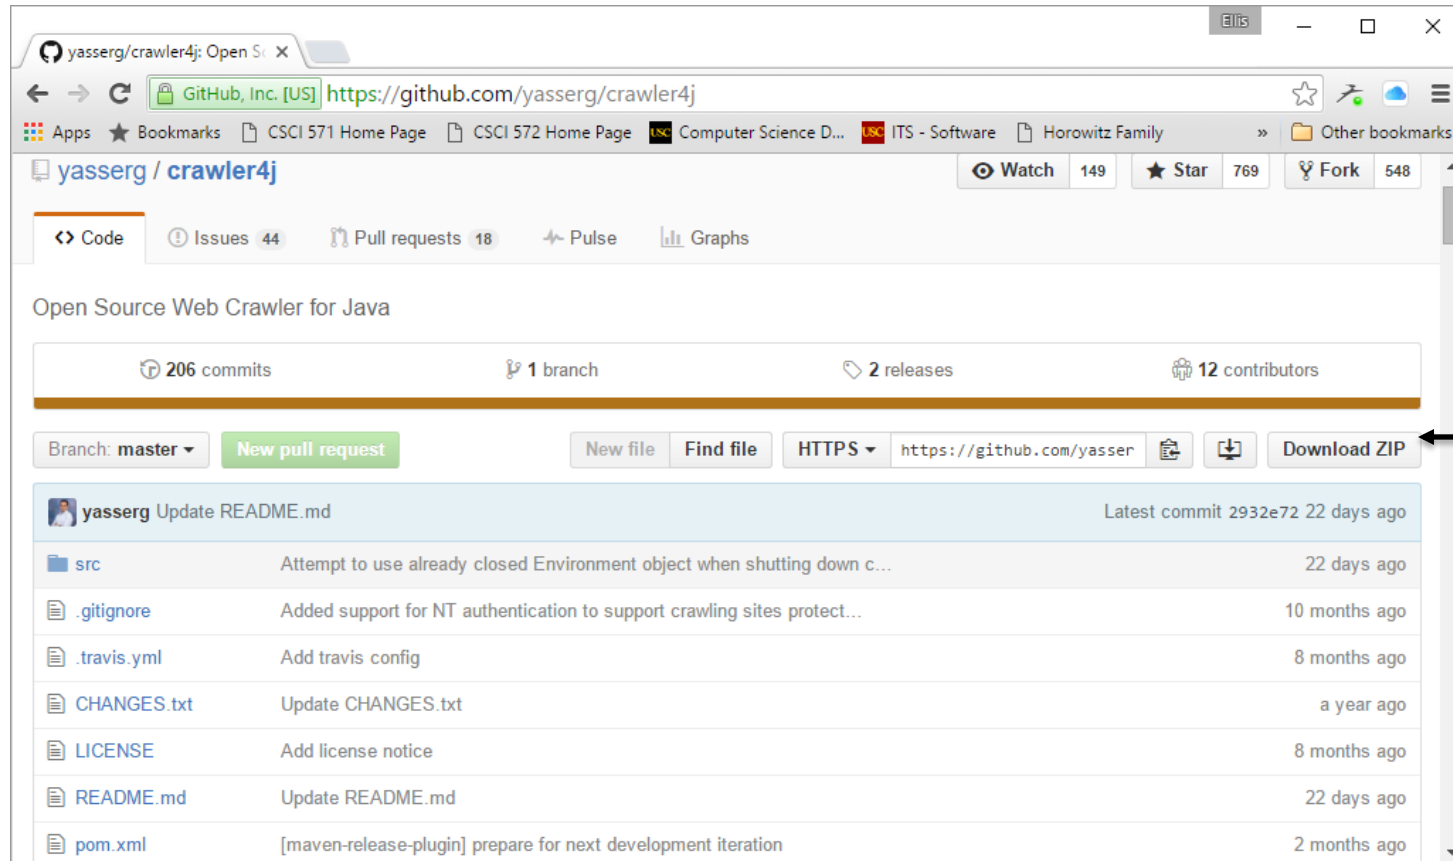 Ellis
yasserg/crawler4j: Open So
GitHub, Inc. [US] https://github.com/yasserg/crawler4j
Apps Bookmarks CSCI 571 Home Page CSCI 572 Home Page USC Computer Science D... USC ITS - Software Horowitz Family » Other bookmarks
yasserg / crawler4j Watch 149 Star 769 Fork 548
Code Issues 44 Pull requests 18 Pulse Graphs
Open Source Web Crawler for Java
206 commits 1 branch 2 releases 12 contributors
Branch: master New pull request New file Find file HTTPS https://github.com/yasser Download ZIP
yasserg Update README.md Latest commit 2932e72 22 days ago
src Attempt to use already closed Environment object when shutting down c... 22 days ago
.gitignore Added support for NT authentication to support crawling sites protect... 10 months ago
.travis.yml Add travis config 8 months ago
CHANGES.txt Update CHANGES.txt a year ago
LICENSE Add license notice 8 months ago
README.md Update README.md 22 days ago
pom.xml [maven-release-plugin] prepare for next development iteration 2 months ago